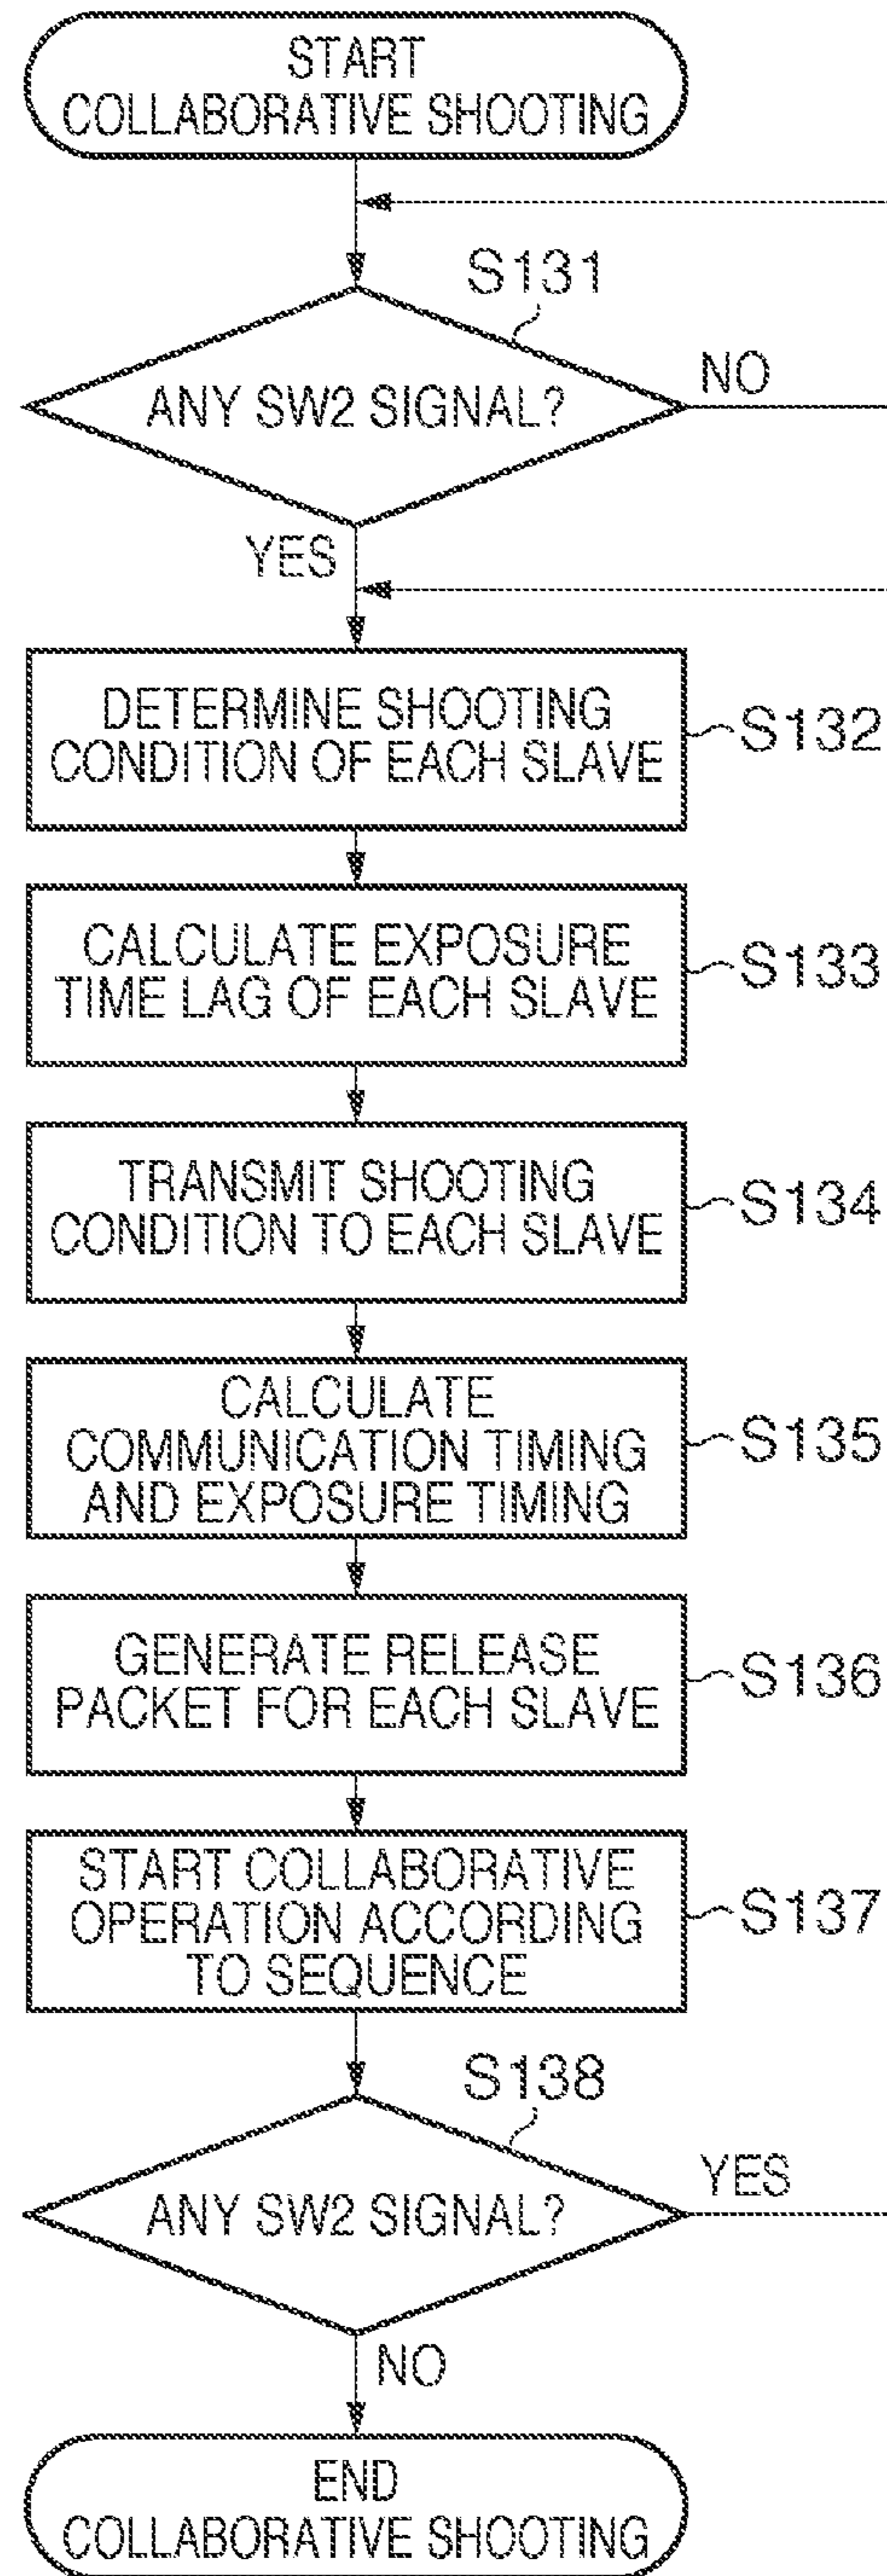 START
COLLABORATIVE SHOOTING
S131
ANY SW2 SIGNAL?
NO
YES
DETERMINE SHOOTING
CONDITION OF EACH SLAVE
S132
CALCULATE EXPOSURE
TIME LAG OF EACH SLAVE
S133
TRANSMIT SHOOTING
CONDITION TO EACH SLAVE
S134
CALCULATE
COMMUNICATION TIMING
AND EXPOSURE TIMING
S135
GENERATE RELEASE
PACKET FOR EACH SLAVE
S136
START COLLABORATIVE
OPERATION ACCORDING
TO SEQUENCE
S137
S138
ANY SW2 SIGNAL?
YES
NO
END
COLLABORATIVE SHOOTING